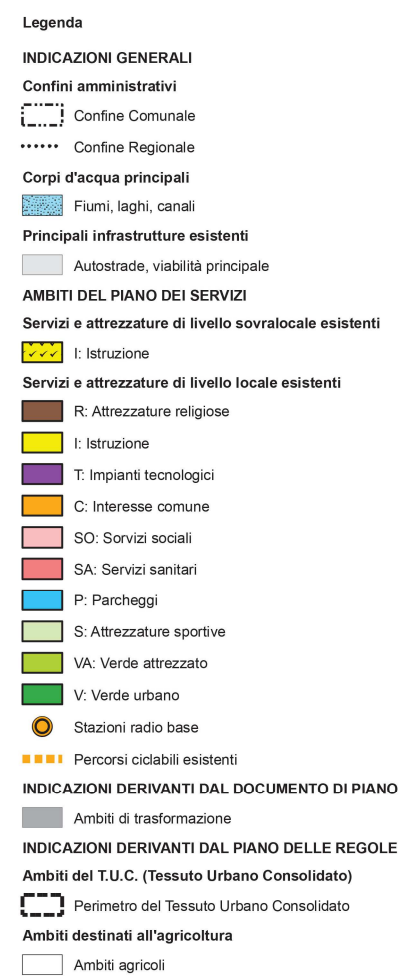 Legenda
INDICAZIONI GENERALI
Confini amministrativi
Confine Comunale
Confine Regionale
Corpi d'acqua principali
Fiumi, laghi, canali
Principali infrastrutture esistenti
Autostrade, viabilità principale
AMBITI DEL PIANO DEI SERVIZI
Servizi e attrezzature di livello sovralocale esistenti
I: Istruzione
Servizi e attrezzature di livello locale esistenti
R: Attrezzature religiose
I: Istruzione
T: Impianti tecnologici
C: Interesse comune
SO: Sorvizi sociali
SA: Servizi sanitari
P: Parcheggi
S: Attrezzature sportive
VA: Verde attrezzato
V: Verde urbano
Stazioni radio base
Percorsi ciclabili esistenti
INDICAZIONI DERIVANTI DAL DOCUMENTO DI PIANO
Ambiti di trasformazione
INDICAZIONI DERIVANTI DAL PIANO DELLE REGOLE
Ambiti del T.U.C. (Tessuto Urbano Consolidato)
Perimetro del Tessuto Urbano Consolidato
Ambiti destinati all'agricoltura
Ambiti agricoli